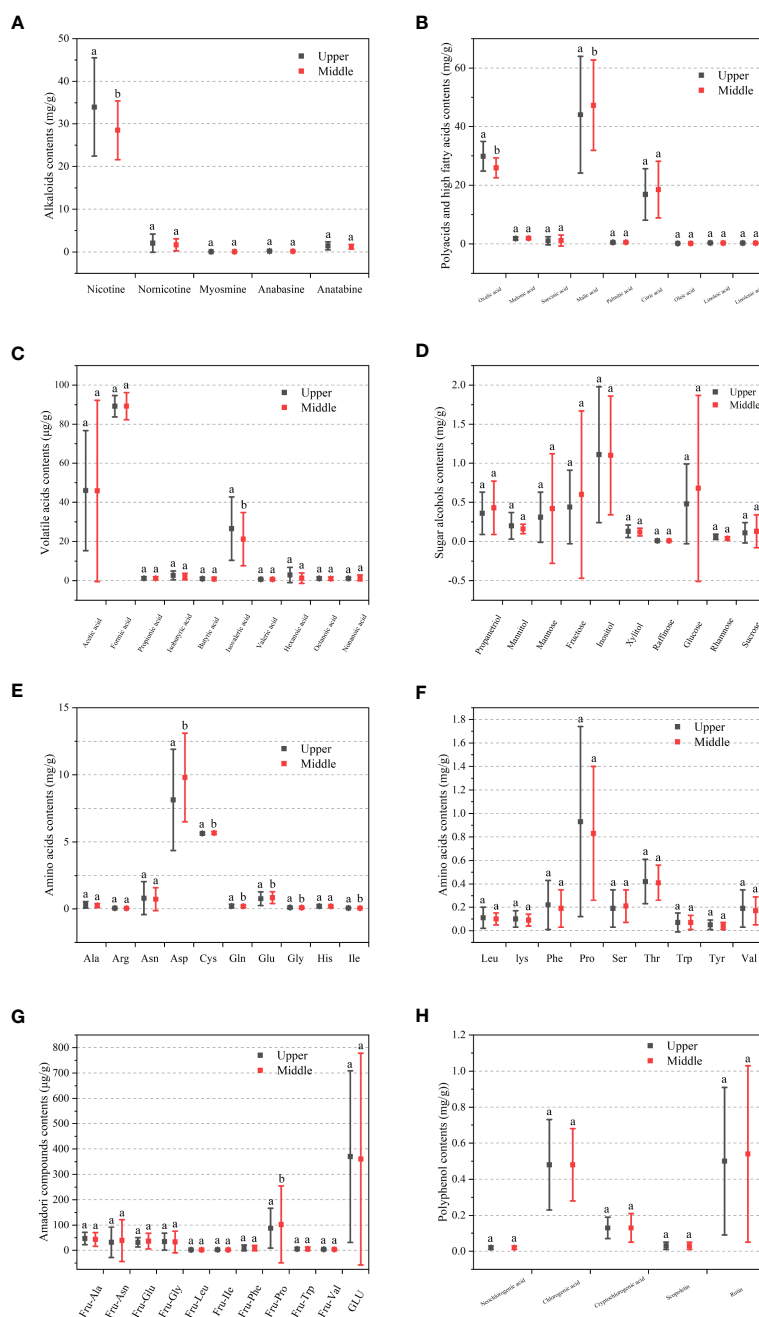 A
Alkaloids contents (mg/g)
50
40
30
20
10
0
Upper
Middle
a b a a a a a a a a
Nicotine Nornicotine Myosmine Anabasine Anatabine
B
Polyacids and high fatty acids contents (mg/g)
60
40
20
0
Upper
Middle
a b a a a a a b a a a a a a a a a a
Oxalic acid Malonic acid Succinic acid Malic acid Palmitic acid Citric acid Oleic acid Linoleic acid Linolenic acid
C
Volatile acids contents (μg/g)
100
80
60
40
20
0
Upper
Middle
a a a a a a a a a a a b a a a a a a a a
Acetic acid Formic acid Propionic acid Isobutyric acid Butyric acid Isovaleric acid Valeric acid Hexanoic acid Octanoic acid Nonanoic acid
D
Sugar alcohols contents (mg/g)
2.0
1.5
1.0
0.5
0.0
-0.5
Upper
Middle
a a a a a a a a a a a a a a a a a a a a
Propanetriol Mannitol Mannose Fructoxe Inositol Xylitol Raffinose Glucose Rhamnose Sucrose
E
Amino acids contents (mg/g)
15
10
5
0
Upper
Middle
a a a a a a a b a b a b a b a b a a a b
Ala Arg Asn Asp Cys Gln Glu Gly His Ile
F
Amino acids contents (mg/g)
1.8
1.6
1.4
1.2
1.0
0.8
0.6
0.4
0.2
0.0
Upper
Middle
a a a a a a a a a a a a a a a a a a
Leu lys Phe Pro Ser Thr Trp Tyr Val
G
Amadori compounds contents (μg/g)
800
700
600
500
400
300
200
100
0
Upper
Middle
a a a a a a a a a a a a a a a b a a a a a a
Fru-Ala Fru-Asn Fru-Glu Fru-Gly Fru-Leu Fru-Ile Fru-Phe Fru-Pro Fru-Trp Fru-Val GLU
H
Polyphenol contents (mg/g))
1.2
1.0
0.8
0.6
0.4
0.2
0.0
Upper
Middle
a a a a a a a a a a
Neochlorogenic acid Chlorogenic acid Cryptochlorogenic acid Scopoletin Rutin